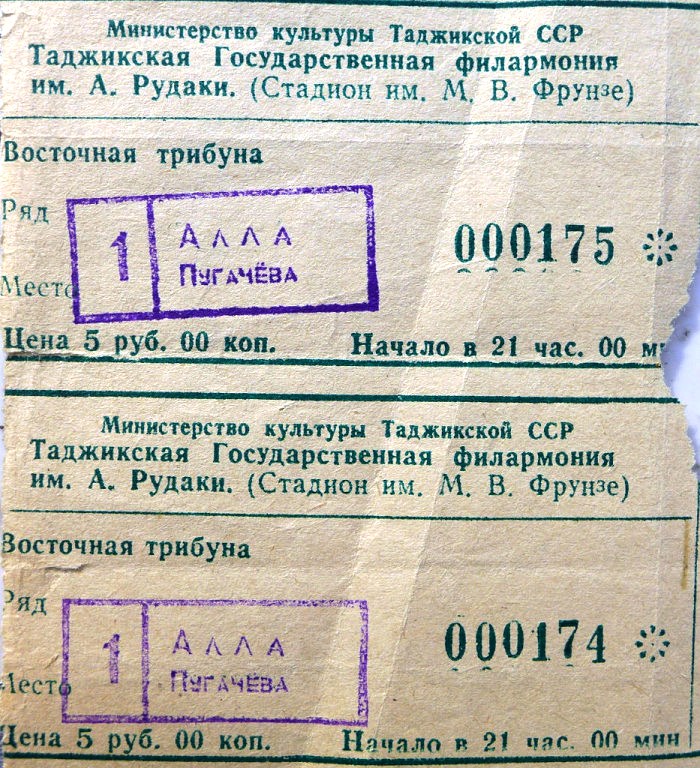 Министерство культуры Таджикской ССР
Таджикская Государственная филармония
им. А. Рудаки. (Стадион им. М. В. Фрунзе)
Восточная трибуна
Ряд
1 Алла
Пугачёва
000175
Место
Цена 5 руб. 00 коп. Начало в 21 час. 00 м
Министерство культуры Таджикской ССР
Таджикская Государственная филармония
им. А. Рудаки. (Стадион им. М. В. Фрунзе)
Восточная трибуна
Ряд
1 Алла
Пугачёва
000174
Место
Цена 5 руб. 00 коп. Начало в 21 час. 00 мин